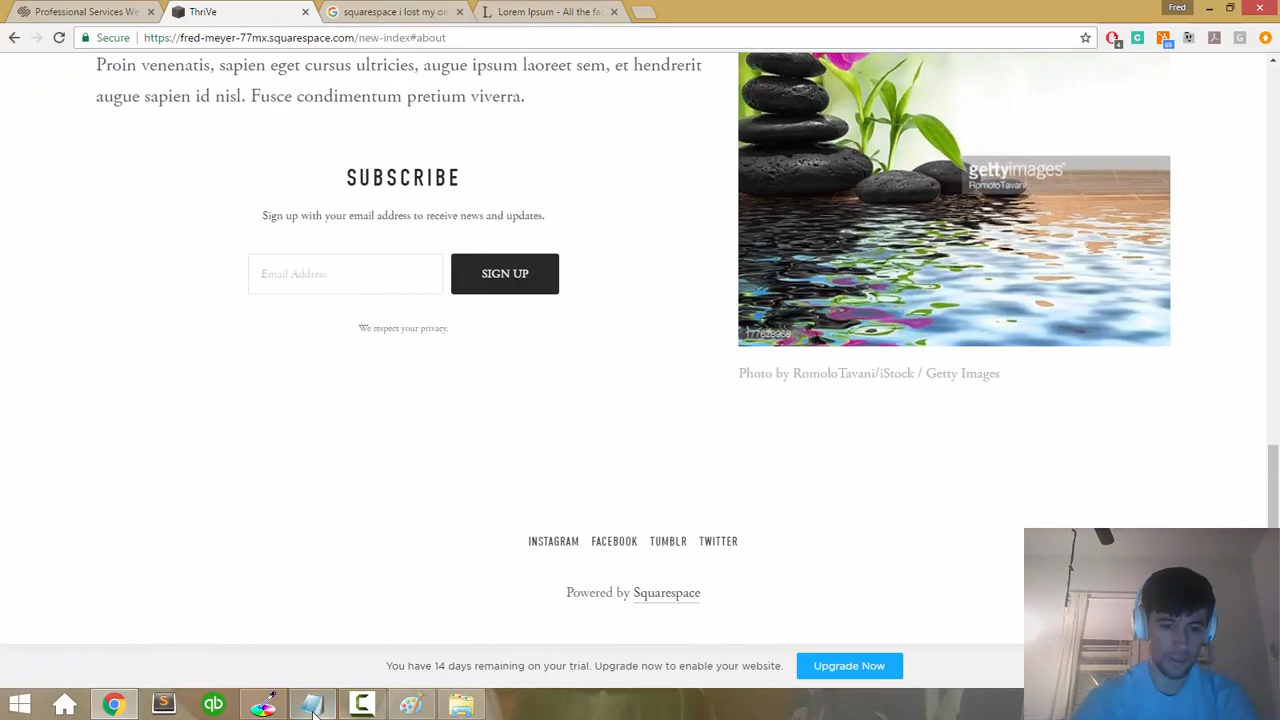 Professional Services We
ThriVe
squarespace i lost my or
Lorem Ipsum - All the fa
Fred
Secure
https://fred-meyer-77mx.squarespace.com/new-index#about
Proin venenatis, sapien eget cursus ultricies, augue ipsum laoreet sem, et hendrerit
augue sapien id nisl. Fusce condimentum pretium viverra.
SUBSCRIBE
Sign up with your email address to receive news and updates.
Email Address
SIGN UP
We respect your privacy.
gettyimages
RomoloTavani
177628968
Photo by RomoloTavani/iStock / Getty Images
INSTAGRAM FACEBOOK TUMBLR TWITTER
Powered by Squarespace
You have 14 days remaining on your trial. Upgrade now to enable your website.
Upgrade Now